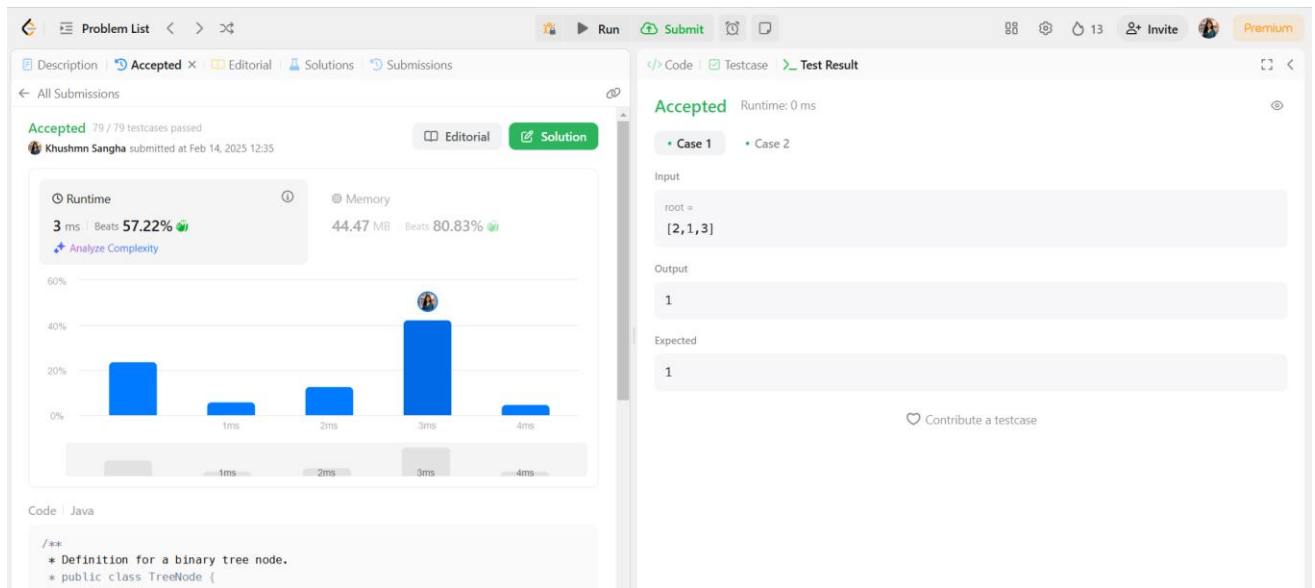 Problem List
Run
Submit
13
Invite
Premium
Description
Accepted
Editorial
Solutions
Submissions
All Submissions
Accepted 79 / 79 testcases passed
Khushmn Sangha submitted at Feb 14, 2025 12:35
Editorial
Solution
Runtime
3 ms Beats 57.22%
Analyze Complexity
Memory
44.47 MB Beats 80.83%
60%
40%
20%
0%
1ms 2ms 3ms 4ms
1ms 2ms 3ms 4ms
Code Java
/**
* Definition for a binary tree node.
* public class TreeNode {
Code
Testcase
Test Result
Accepted Runtime: 0 ms
Case 1 Case 2
Input
root =
[2,1,3]
Output
1
Expected
1
Contribute a testcase